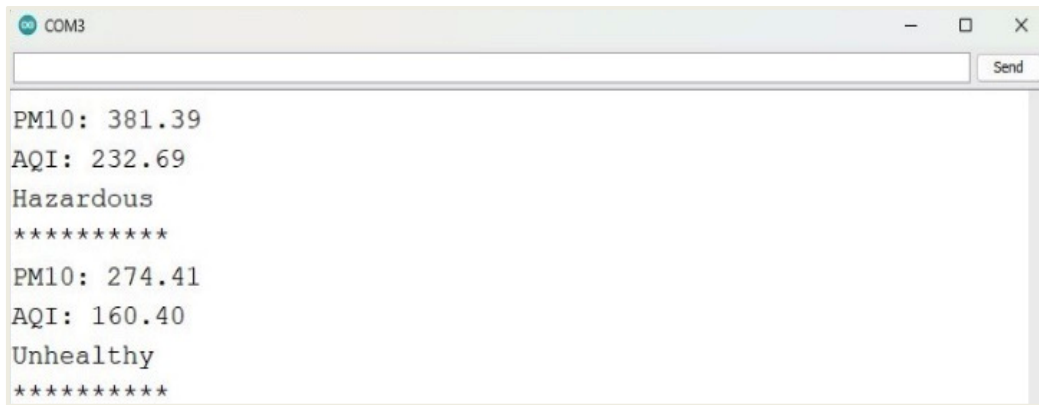 COM3
Send
PM10: 381.39
AQI: 232.69
Hazardous
**********
PM10: 274.41
AQI: 160.40
Unhealthy
**********